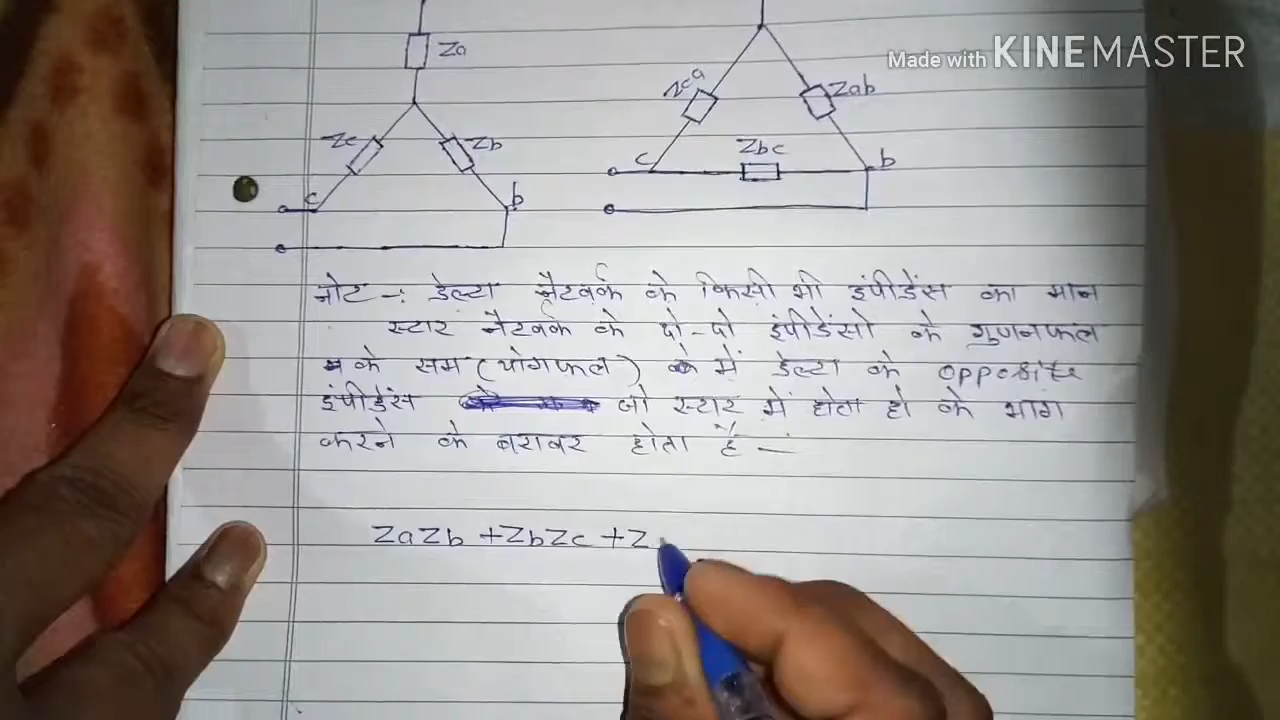 Made with KINEMASTER
Za
Zca
Zab
Zc
Zb
Zbc
c
b
c
b
नोट -: डेल्टा नैटवर्क के किसी भी इंपीडेंस का मान
स्टार नैटवर्क के दो-दो इंपीडेंसो के गुणनफल
के सम (योगफल) में डेल्टा के opposite
इंपीडेंस जो स्टार में होता हो के भाग
करने के बराबर होता है —
ZaZb + ZbZc + Z